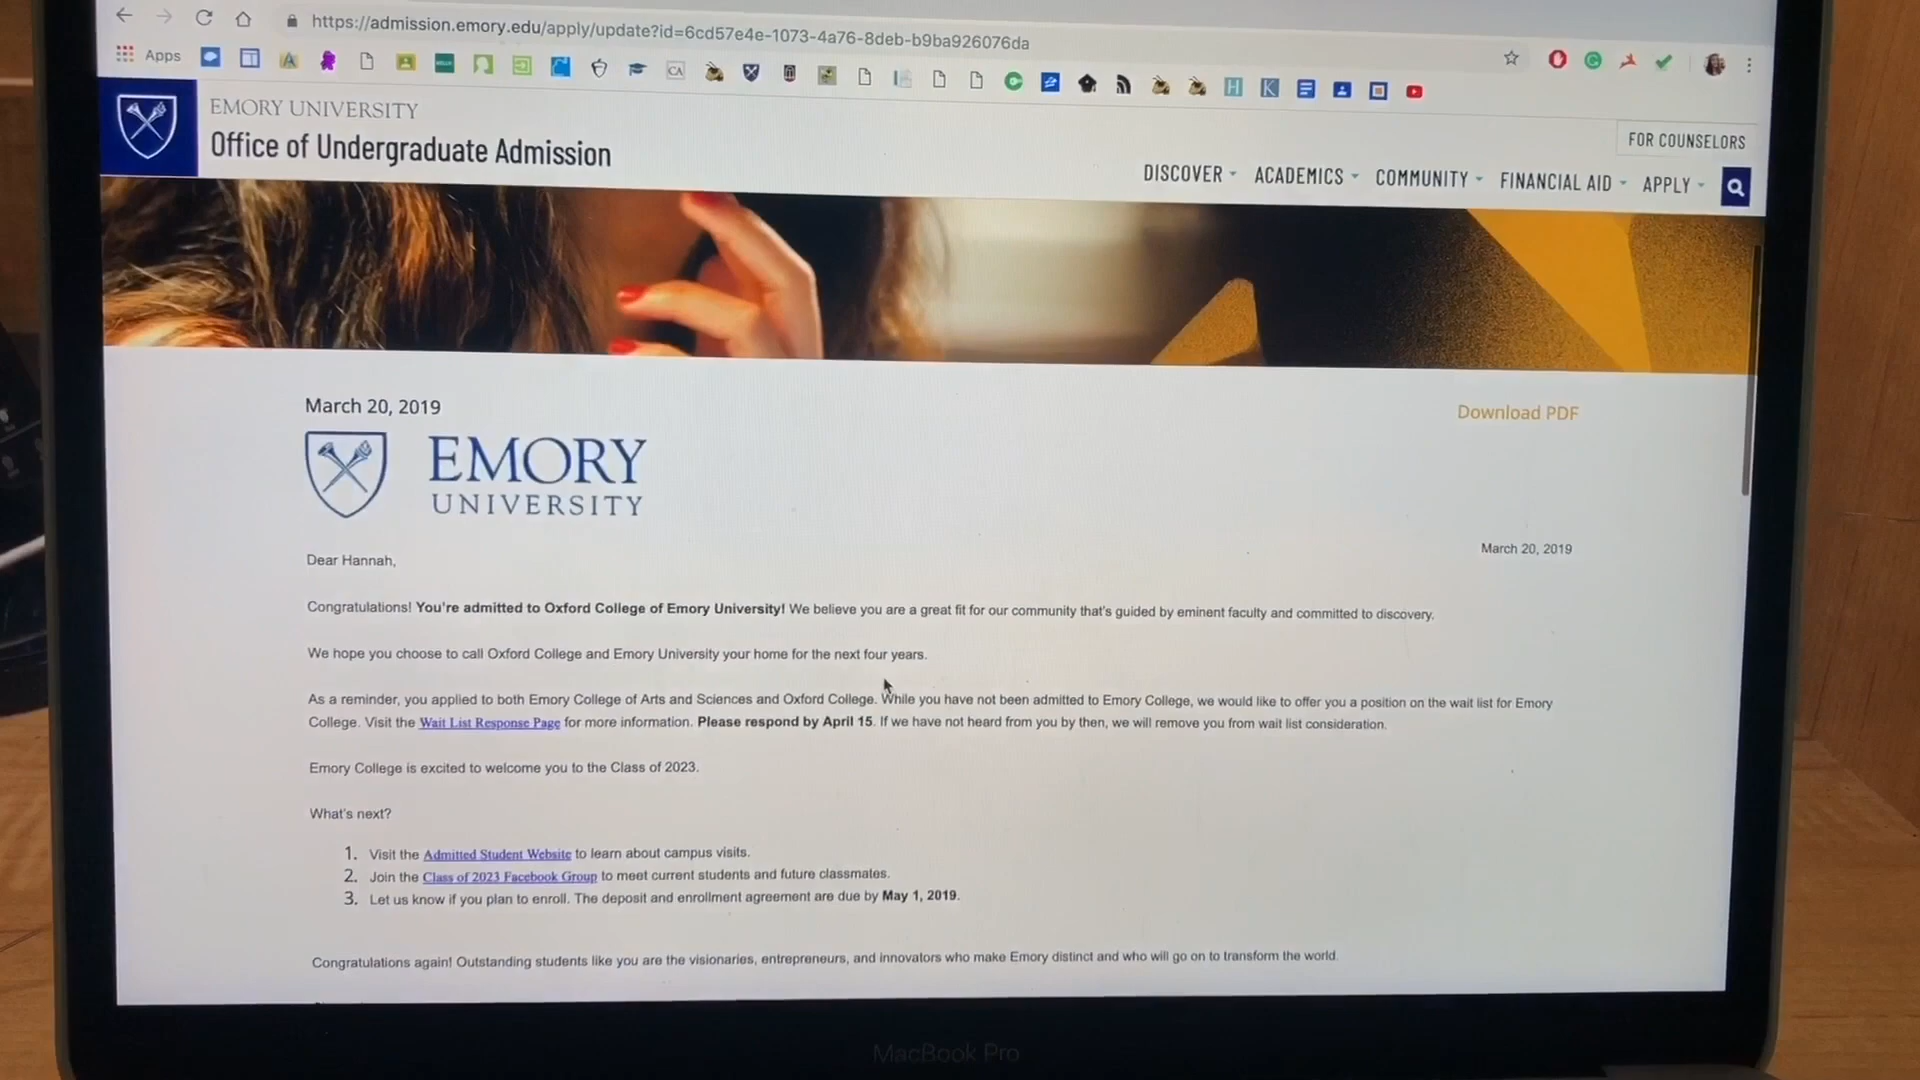 https://admission.emory.edu/apply/update?id=6cd57e4e-1073-4a76-8deb-b9ba926076da
Apps
EMORY UNIVERSITY
Office of Undergraduate Admission
FOR COUNSELORS
DISCOVER ACADEMICS COMMUNITY FINANCIAL AID APPLY
March 20, 2019
Download PDF
EMORY
UNIVERSITY
March 20, 2019
Dear Hannah,
Congratulations! You're admitted to Oxford College of Emory University! We believe you are a great fit for our community that's guided by eminent faculty and committed to discovery.
We hope you choose to call Oxford College and Emory University your home for the next four years.
As a reminder, you applied to both Emory College of Arts and Sciences and Oxford College. While you have not been admitted to Emory College, we would like to offer you a position on the wait list for Emory
College. Visit the Wait List Response Page for more information. Please respond by April 15. If we have not heard from you by then, we will remove you from wait list consideration.
Emory College is excited to welcome you to the Class of 2023.
What's next?
1. Visit the Admitted Student Website to learn about campus visits.
2. Join the Class of 2023 Facebook Group to meet current students and future classmates.
3. Let us know if you plan to enroll. The deposit and enrollment agreement are due by May 1, 2019.
Congratulations again! Outstanding students like you are the visionaries, entrepreneurs, and innovators who make Emory distinct and who will go on to transform the world.
MacBook Pro